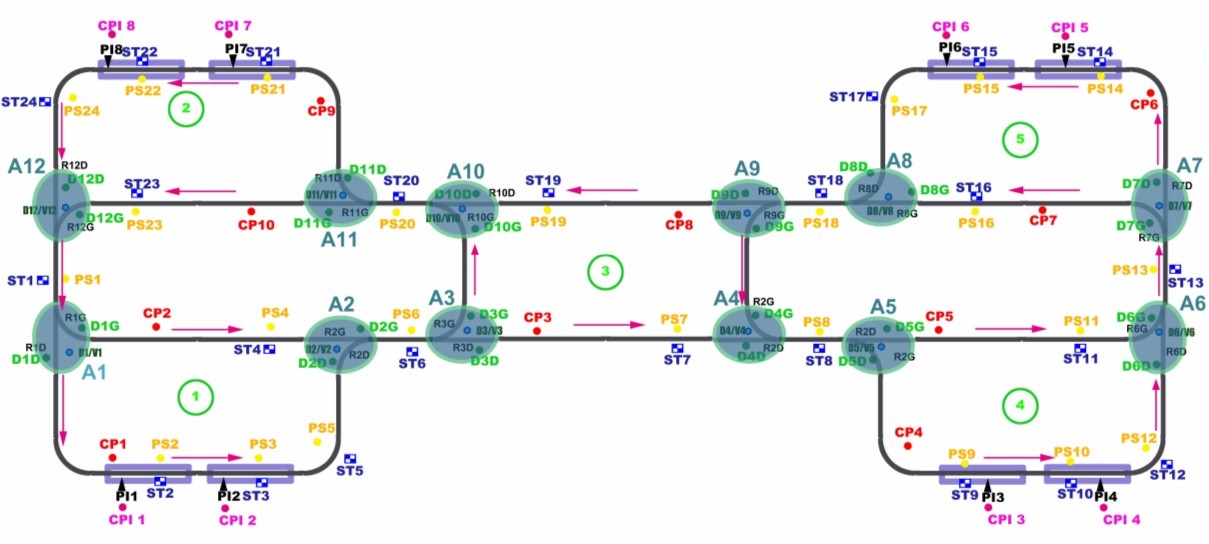 CPI 8
CPI 7
CPI 6
CPI 5
PI8
ST22
PI7
ST21
PI6
ST15
PI5
ST14
ST24
PS24
PS22
PS21
CP9
ST17
PS17
PS15
PS14
CP6
2
5
A12
R12D
D12D
ST23
R11D
D11D
A10
D10D
R10D
ST19
A9
D9D
R9D
D8D
A8
R8D
A7
D7D
R7D
D12/V12
D12G
R12G
PS23
CP10
D11/V11
D11G
R11G
A11
ST20
PS20
D10/V10
R10G
D10G
PS19
CP8
D9/V9
R9G
D9G
ST18
PS18
D8/V8
D8G
R8G
ST16
PS16
CP7
D7/V7
D7G
R7G
3
ST1
PS1
PS13
ST13
R1G
D1G
R1D
D1D
D1/V1
A1
CP2
PS4
ST4
A2
R2G
D2G
D2/V2
D2D
R2D
PS6
ST6
A3
D3G
R3G
D3/V3
R3D
D3D
CP3
PS7
ST7
A4
R2G
D4G
D4/V4
D4D
R2D
PS8
ST8
A5
R2D
D5G
D5/V5
D5D
R2G
CP5
PS11
ST11
A6
D6G
R6G
D6/V6
R6D
D6D
1
4
CP1
PS2
PS3
PS5
ST5
CP4
PS9
PS10
PS12
ST12
PI1
ST2
PI2
ST3
ST9
PI3
ST10
PI4
CPI 1
CPI 2
CPI 3
CPI 4